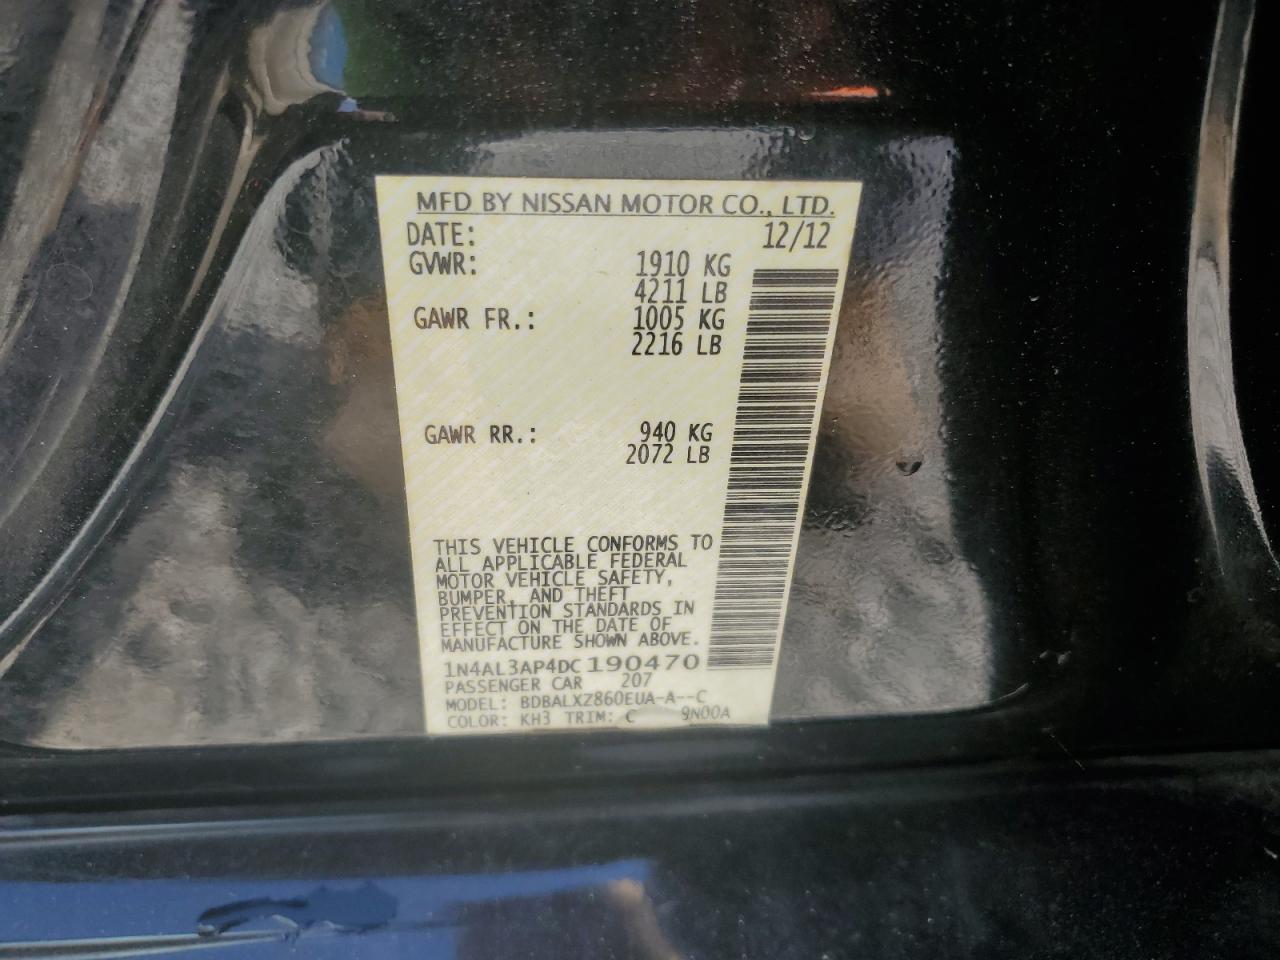 MFD BY NISSAN MOTOR CO., LTD.
DATE: 12/12
GVWR: 1910 KG
4211 LB
GAWR FR.: 1005 KG
2216 LB
GAWR RR.: 940 KG
2072 LB
THIS VEHICLE CONFORMS TO
ALL APPLICABLE FEDERAL
MOTOR VEHICLE SAFETY,
BUMPER, AND THEFT
PREVENTION STANDARDS IN
EFFECT ON THE DATE OF
MANUFACTURE SHOWN ABOVE.
1N4AL3AP4DC190470
PASSENGER CAR 207
MODEL: BDBALXZ860EUA-A--C
COLOR: KH3 TRIM: C 9N00A